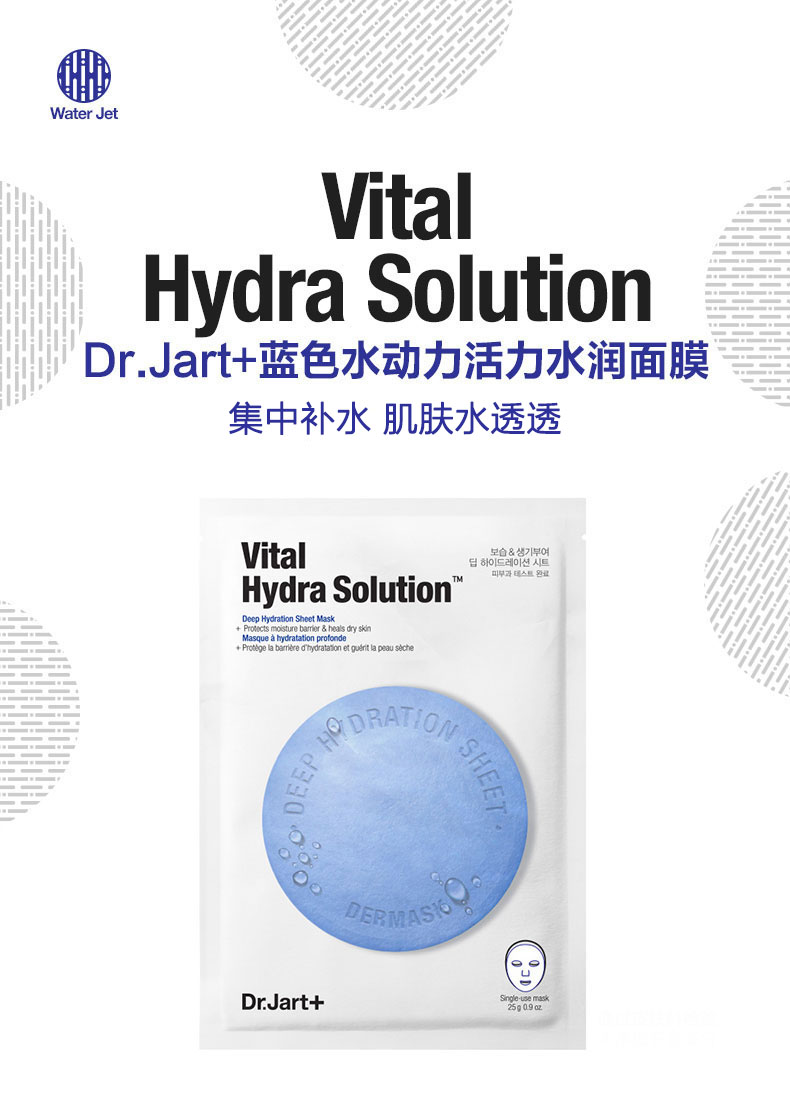 Water Jet
Vital
Hydra Solution
Dr.Jart+蓝色水动力活力水润面膜
集中补水 肌肤水透透
Vital
Hydra Solution™
보습 & 생기부여
딥 하이드레이션 시트
피부과 테스트 완료
Deep Hydration Sheet Mask
+ Protects moisture barrier & heals dry skin
Masque à hydratation profonde
+ Protège la barrière d'hydratation et guérit la peau sèche
DEEP HYDRATION SHEET
DERMASK
Dr.Jart+
Single-use mask
25 g 0.9 oz.